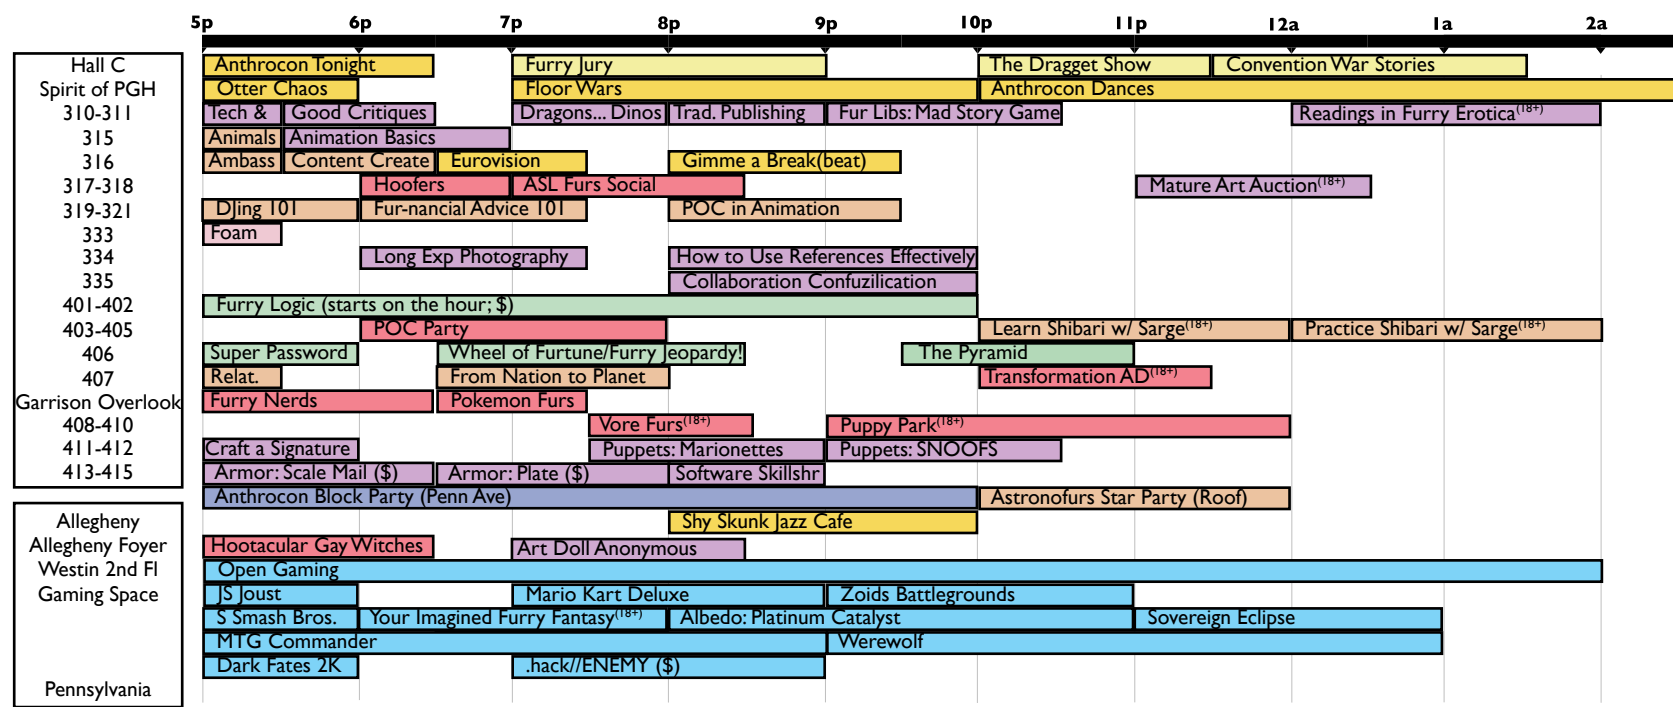 5p 6p 7p 8p 9p 10p 11p 12a 1a 2a
Hall C Anthrocon Tonight Furry Jury The Dragget Show Convention War Stories
Spirit of PGH Otter Chaos Floor Wars Anthrocon Dances
310-311 Tech & Good Critiques Dragons... Dinos Trad. Publishing Fur Libs: Mad Story Game Readings in Furry Erotica(18+)
315 Animals Animation Basics
316 Ambass Content Create Eurovision Gimme a Break(beat)
317-318 Hoofers ASL Furs Social Mature Art Auction(18+)
319-321 DJing 101 Fur-nancial Advice 101 POC in Animation
333 Foam
334 Long Exp Photography How to Use References Effectively
335 Collaboration Confuzilication
401-402 Furry Logic (starts on the hour; $)
403-405 POC Party Learn Shibari w/ Sarge(18+) Practice Shibari w/ Sarge(18+)
406 Super Password Wheel of Furtune/Furry Jeopardy! The Pyramid
407 Relat. From Nation to Planet Transformation AD(18+)
Garrison Overlook Furry Nerds Pokemon Furs
408-410 Vore Furs(18+) Puppy Park(18+)
411-412 Craft a Signature Puppets: Marionettes Puppets: SNOOFS
413-415 Armor: Scale Mail ($) Armor: Plate ($) Software Skillshr
Anthrocon Block Party (Penn Ave) Astronofurs Star Party (Roof)
Allegheny Shy Skunk Jazz Cafe
Allegheny Foyer Hootacular Gay Witches Art Doll Anonymous
Westin 2nd Fl Open Gaming
Gaming Space JS Joust Mario Kart Deluxe Zoids Battlegrounds
S Smash Bros. Your Imagined Furry Fantasy(18+) Albedo: Platinum Catalyst Sovereign Eclipse
MTG Commander Werewolf
Dark Fates 2K .hack//ENEMY ($)
Pennsylvania